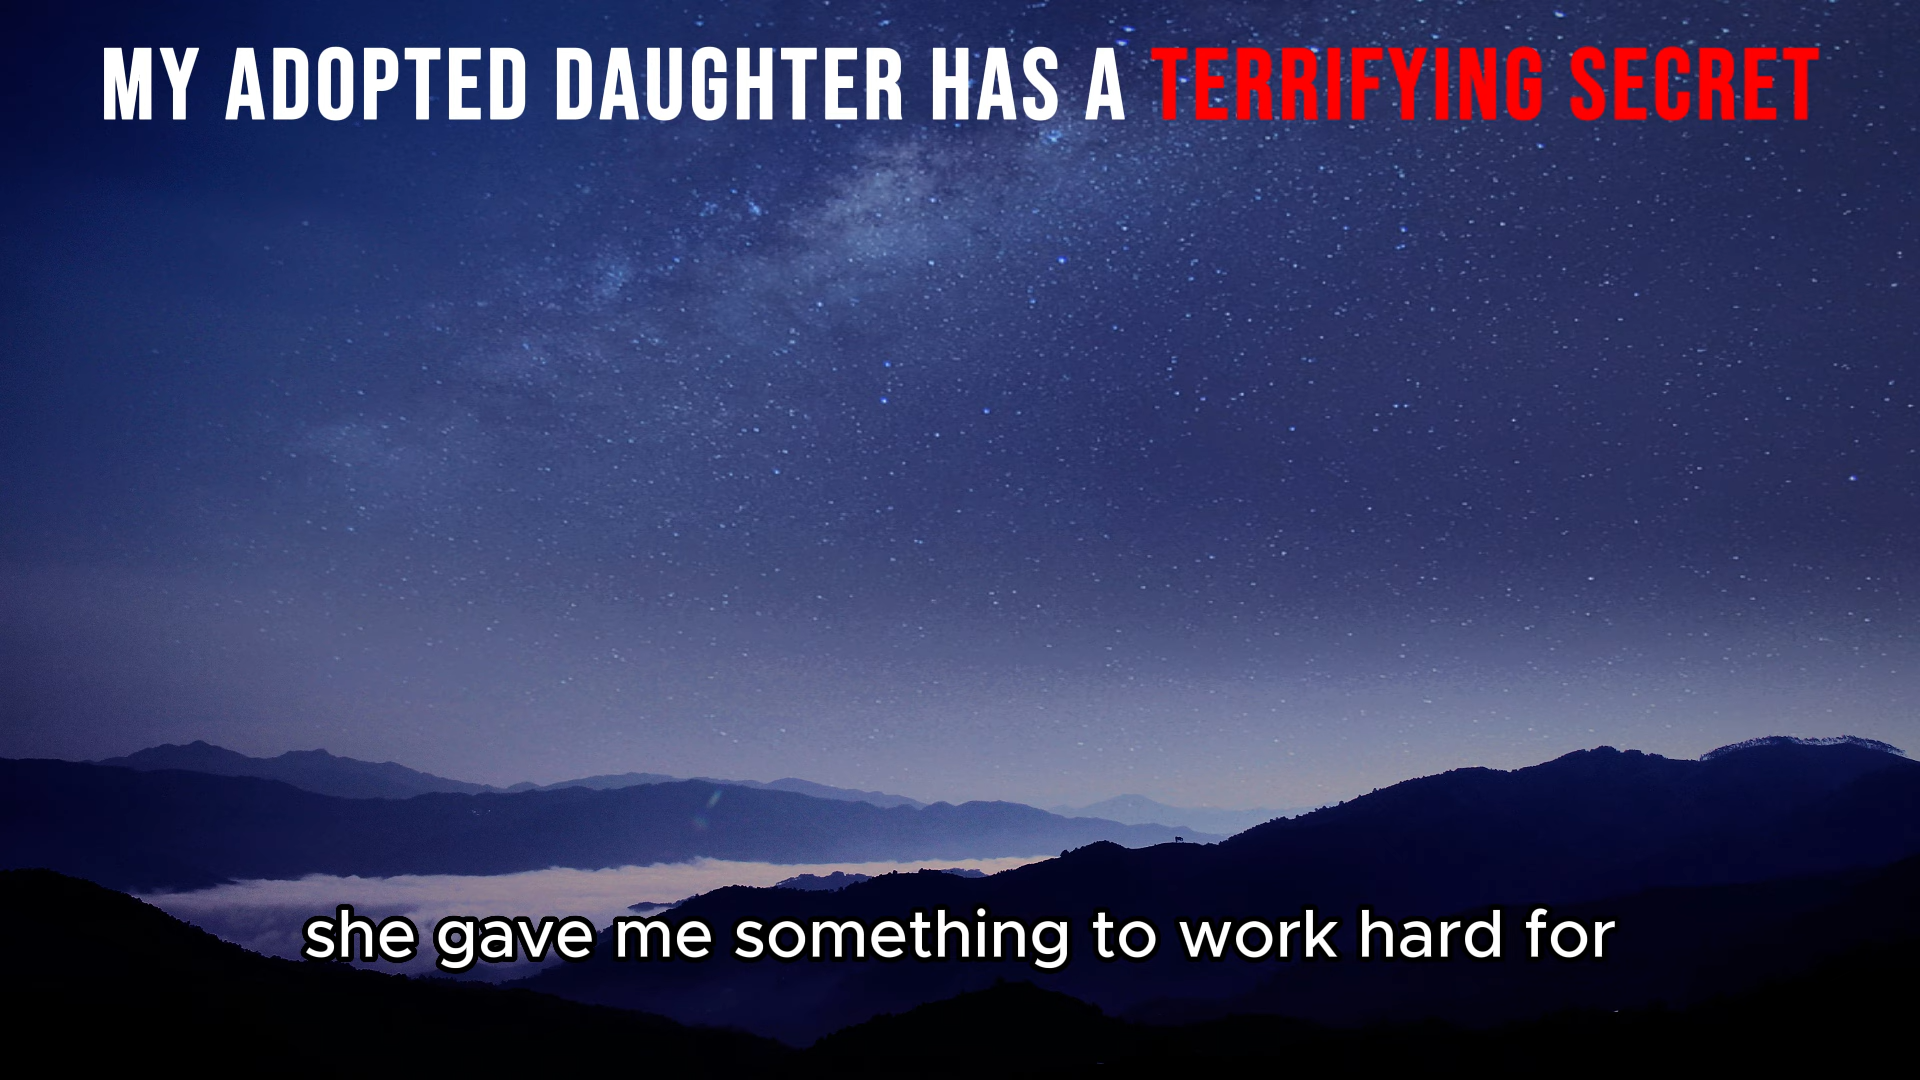 MY ADOPTED DAUGHTER HAS A TERRIFYING SECRET
she gave me something to work hard for